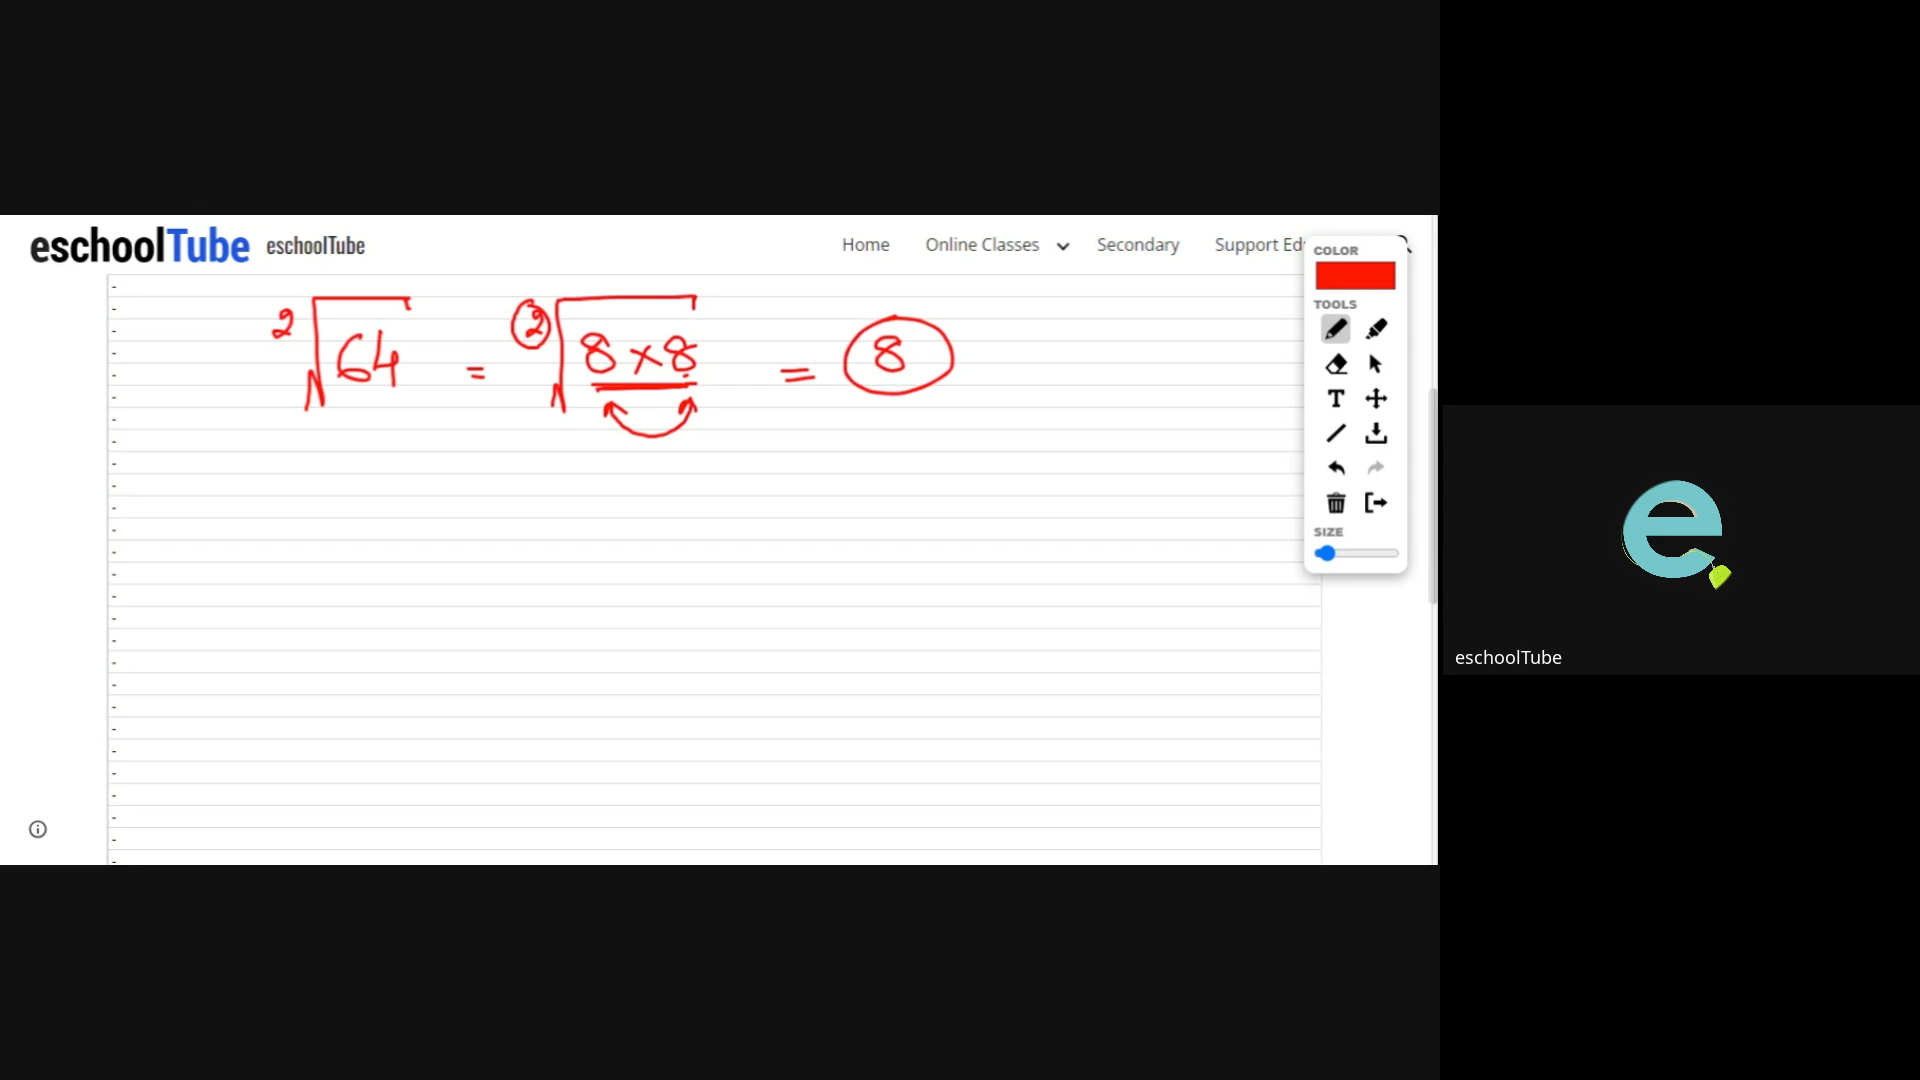 eschoolTube eschoolTube Home Online Classes Secondary Support Ed
COLOR
TOOLS
T
SIZE
²√64 = ²√8 × 8 = 8
eschoolTube